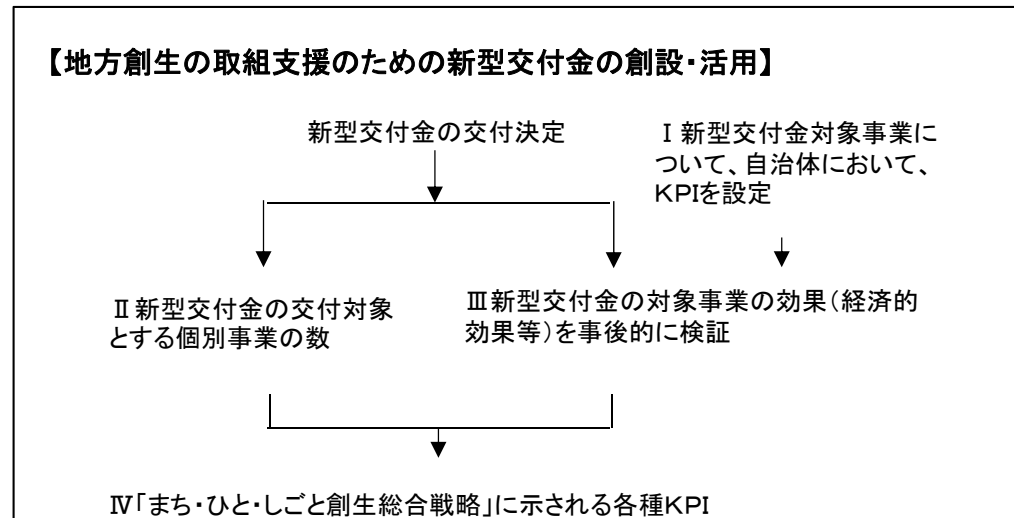 【地方創生の取組支援のための新型交付金の創設・活用】
新型交付金の交付決定
Ⅰ新型交付金対象事業に
ついて、自治体において、
KPIを設定
Ⅱ新型交付金の交付対象
とする個別事業の数
Ⅲ新型交付金の対象事業の効果(経済的
効果等)を事後的に検証
Ⅳ「まち・ひと・しごと創生総合戦略」に示される各種KPI